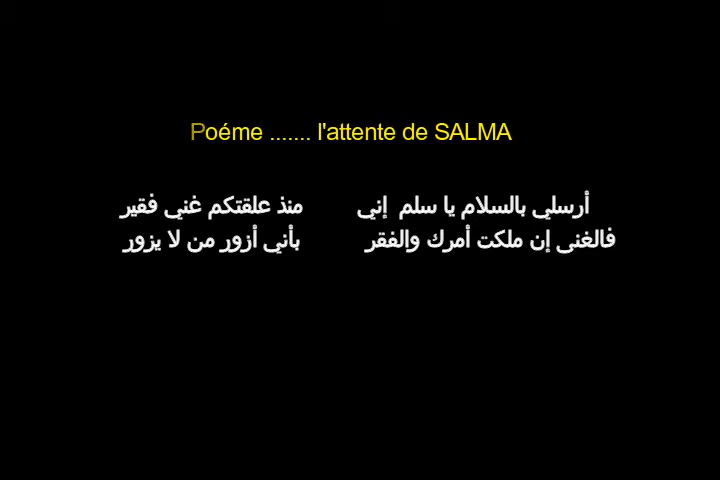 Poéme ....... l'attente de SALMA
أرسلي بالسلام يا سلم إني منذ علقتكم غني فقير
فالغنى إن ملكت أمرك والفقر بأني أزور من لا يزور